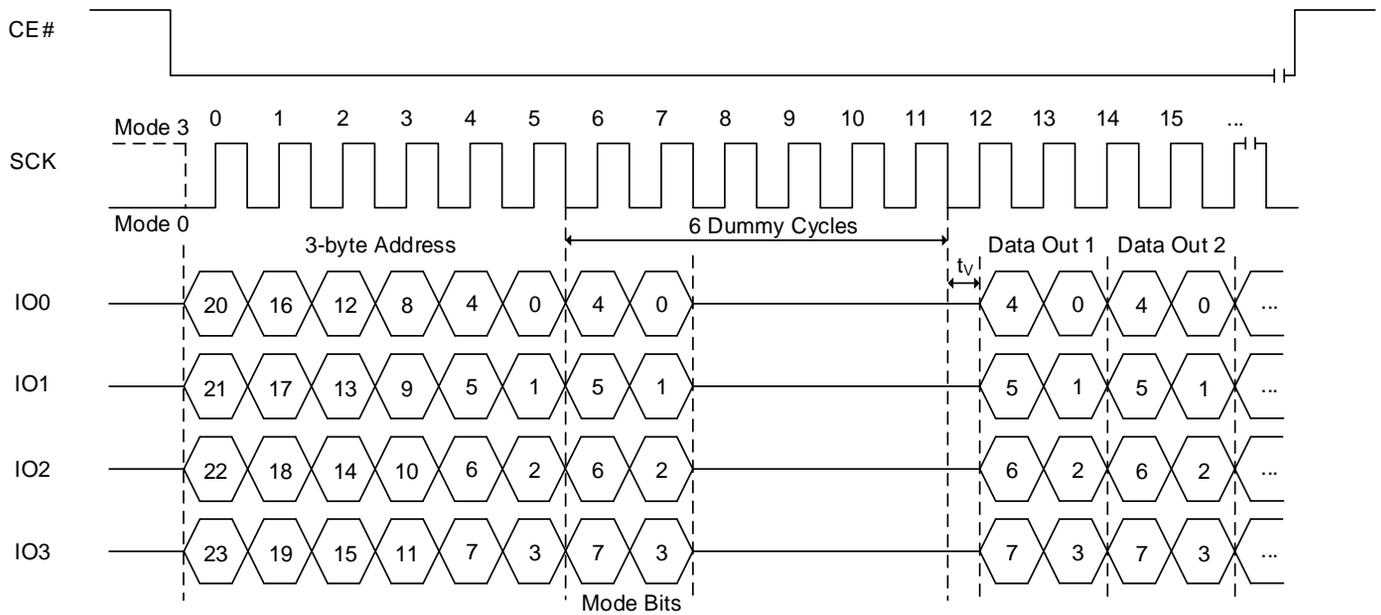 CE#
0 1 2 3 4 5 6 7 8 9 10 11 12 13 14 15 ...
Mode 3
SCK
Mode 0
6 Dummy Cycles
3-byte Address
Data Out 1 Data Out 2
tV
IO0 20 16 12 8 4 0 4 0 4 0 4 0 ...
IO1 21 17 13 9 5 1 5 1 5 1 5 1 ...
IO2 22 18 14 10 6 2 6 2 6 2 6 2 ...
IO3 23 19 15 11 7 3 7 3 7 3 7 3 ...
Mode Bits